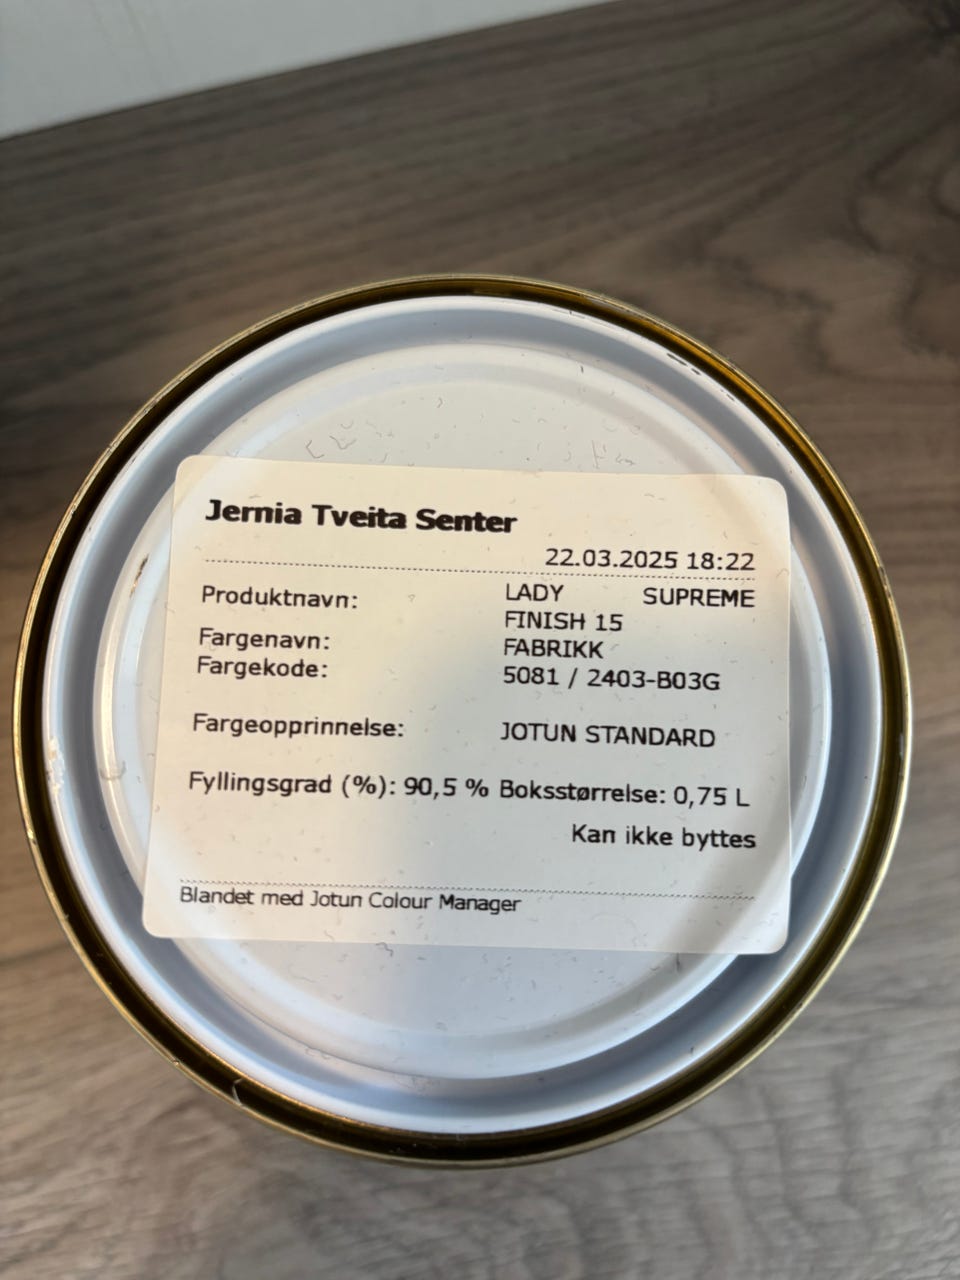 Jernia Tveita Senter
22.03.2025 18:22
Produktnavn: LADY SUPREME
FINISH 15
Fargenavn: FABRIKK
Fargekode: 5081 / 2403-B03G
Fargeopprinnelse: JOTUN STANDARD
Fyllingsgrad (%): 90,5 % Boksstørrelse: 0,75 L
Kan ikke byttes
Blandet med Jotun Colour Manager